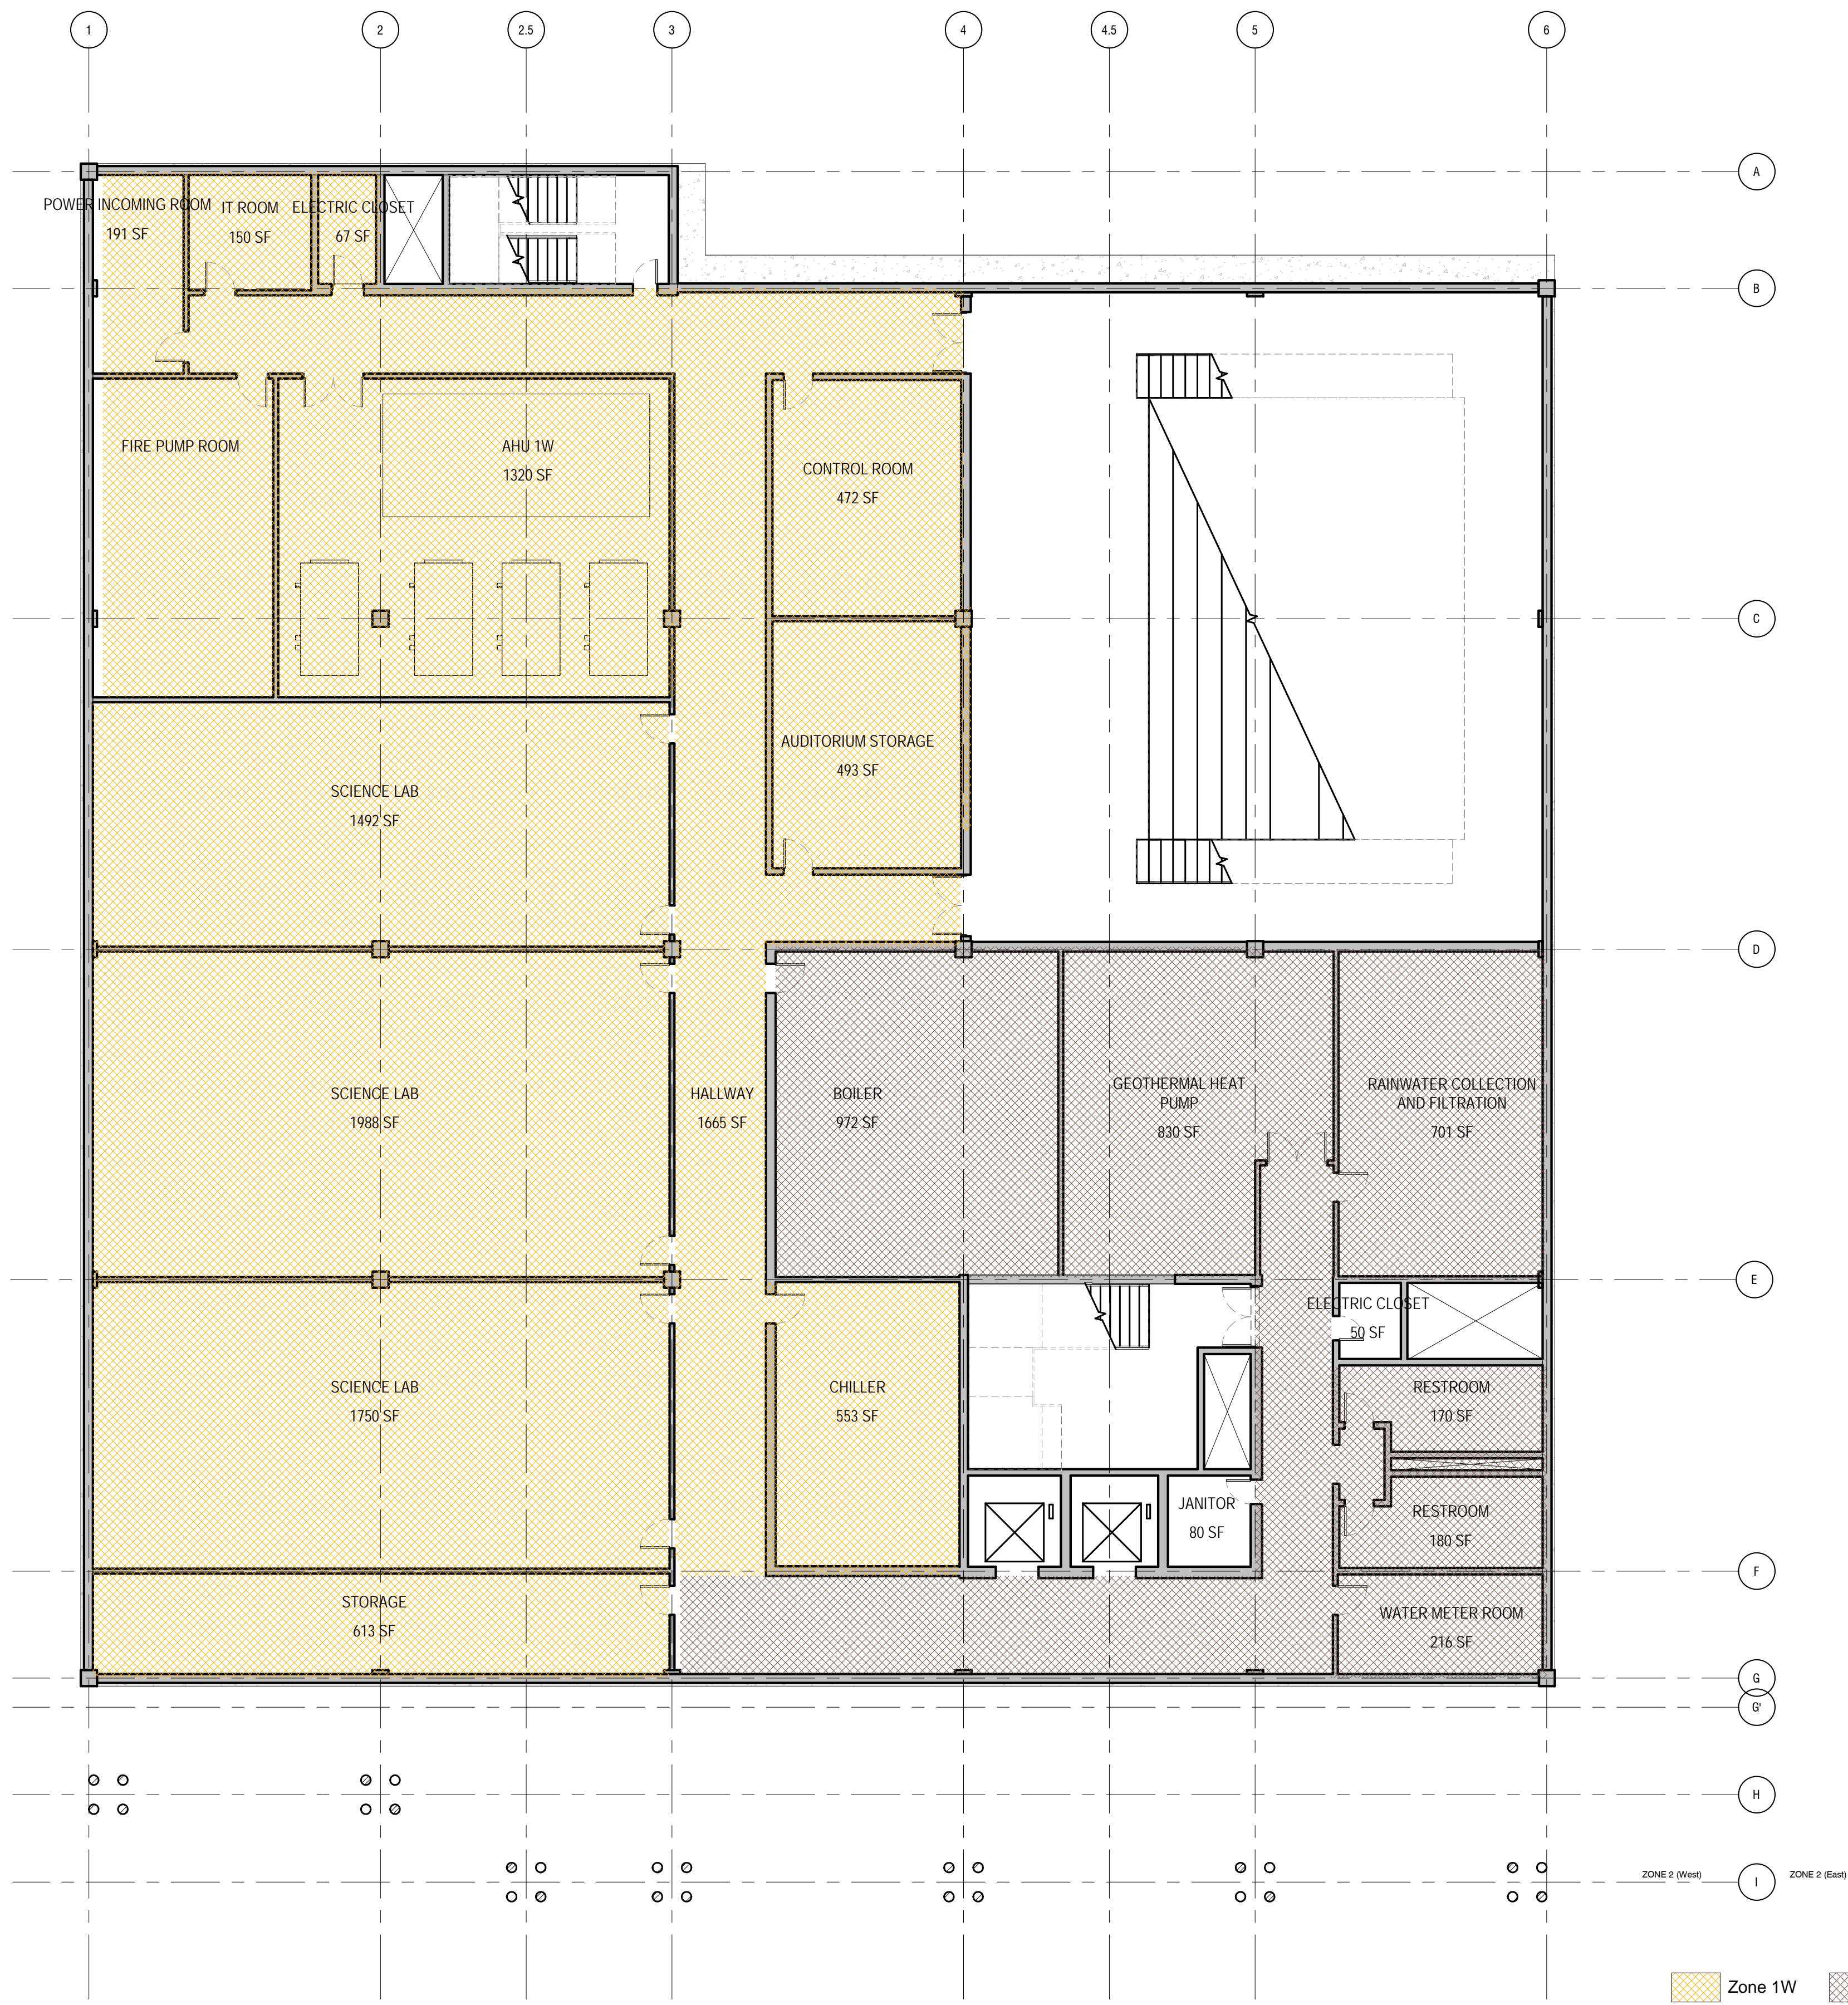 1 2 2.5 3 4 4.5 5 6
A
POWER INCOMING ROOM
191 SF
IT ROOM
150 SF
ELECTRIC CLOSET
67 SF
B
FIRE PUMP ROOM
AHU 1W
1320 SF
CONTROL ROOM
472 SF
C
AUDITORIUM STORAGE
493 SF
SCIENCE LAB
1492 SF
D
SCIENCE LAB
1988 SF
HALLWAY
1665 SF
BOILER
972 SF
GEOTHERMAL HEAT
PUMP
830 SF
RAINWATER COLLECTION
AND FILTRATION
701 SF
E
ELECTRIC CLOSET
50 SF
SCIENCE LAB
1750 SF
CHILLER
553 SF
RESTROOM
170 SF
JANITOR
80 SF
RESTROOM
180 SF
F
STORAGE
613 SF
WATER METER ROOM
216 SF
G
G'
H
ZONE 2 (West)
I
ZONE 2 (East)
Zone 1W